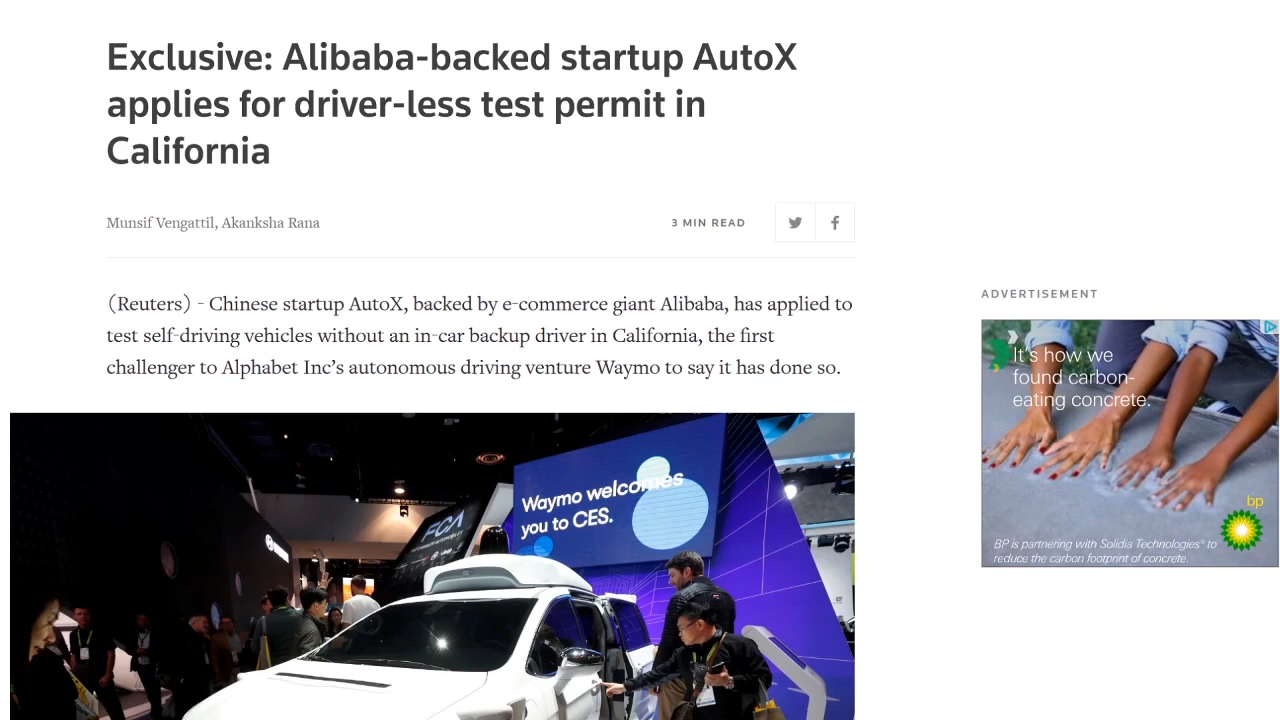 Exclusive: Alibaba-backed startup AutoX
applies for driver-less test permit in
California
Munsif Vengattil, Akanksha Rana
3 MIN READ
(Reuters) - Chinese startup AutoX, backed by e-commerce giant Alibaba, has applied to
test self-driving vehicles without an in-car backup driver in California, the first
challenger to Alphabet Inc’s autonomous driving venture Waymo to say it has done so.
Waymo welcomes
you to CES.
FCA
ADVERTISEMENT
It's how we
found carbon-
eating concrete.
bp
BP is partnering with Solidia Technologies® to
reduce the carbon footprint of concrete.